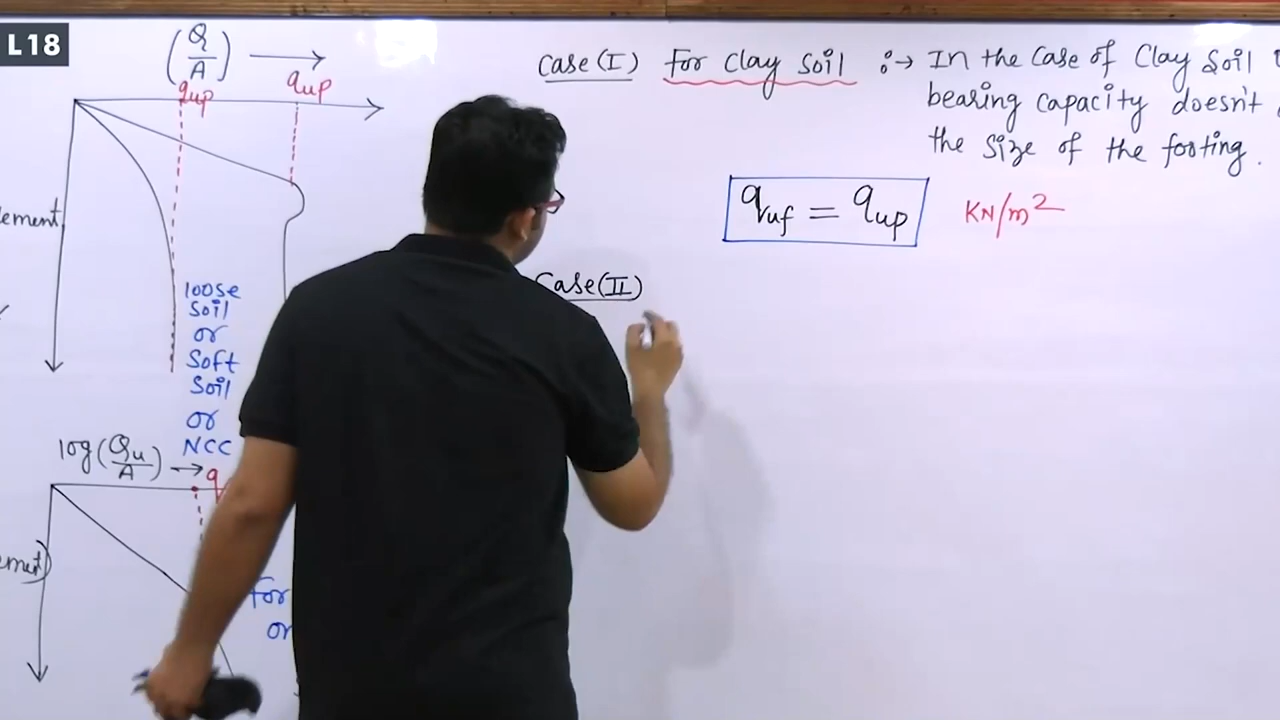 L18
(Q/A) →
qup qup
loose
Soil
or
Soft
Soil
or
NCC
log(Qu/A) →
For
or
Case(I) For Clay Soil :→ In the case of Clay Soil
bearing capacity doesn't
the size of the footing.
quf = qup KN/m²
Case(II)